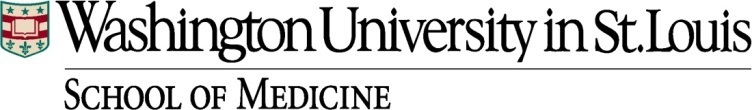 Washington University in St.Louis
SCHOOL OF MEDICINE